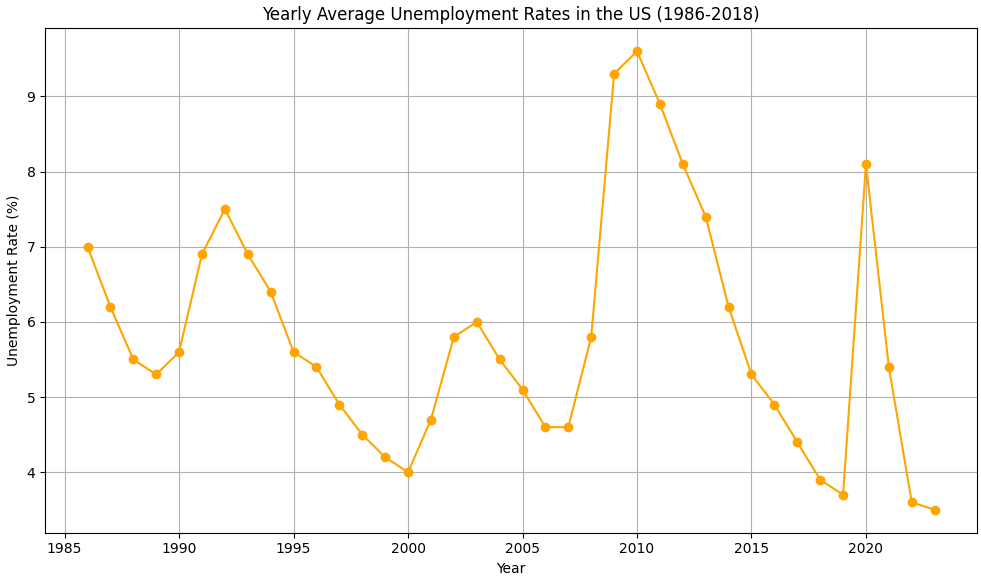 Yearly Average Unemployment Rates in the US (1986-2018)
Unemployment Rate (%)
9
8
7
6
5
4
1985 1990 1995 2000 2005 2010 2015 2020
Year